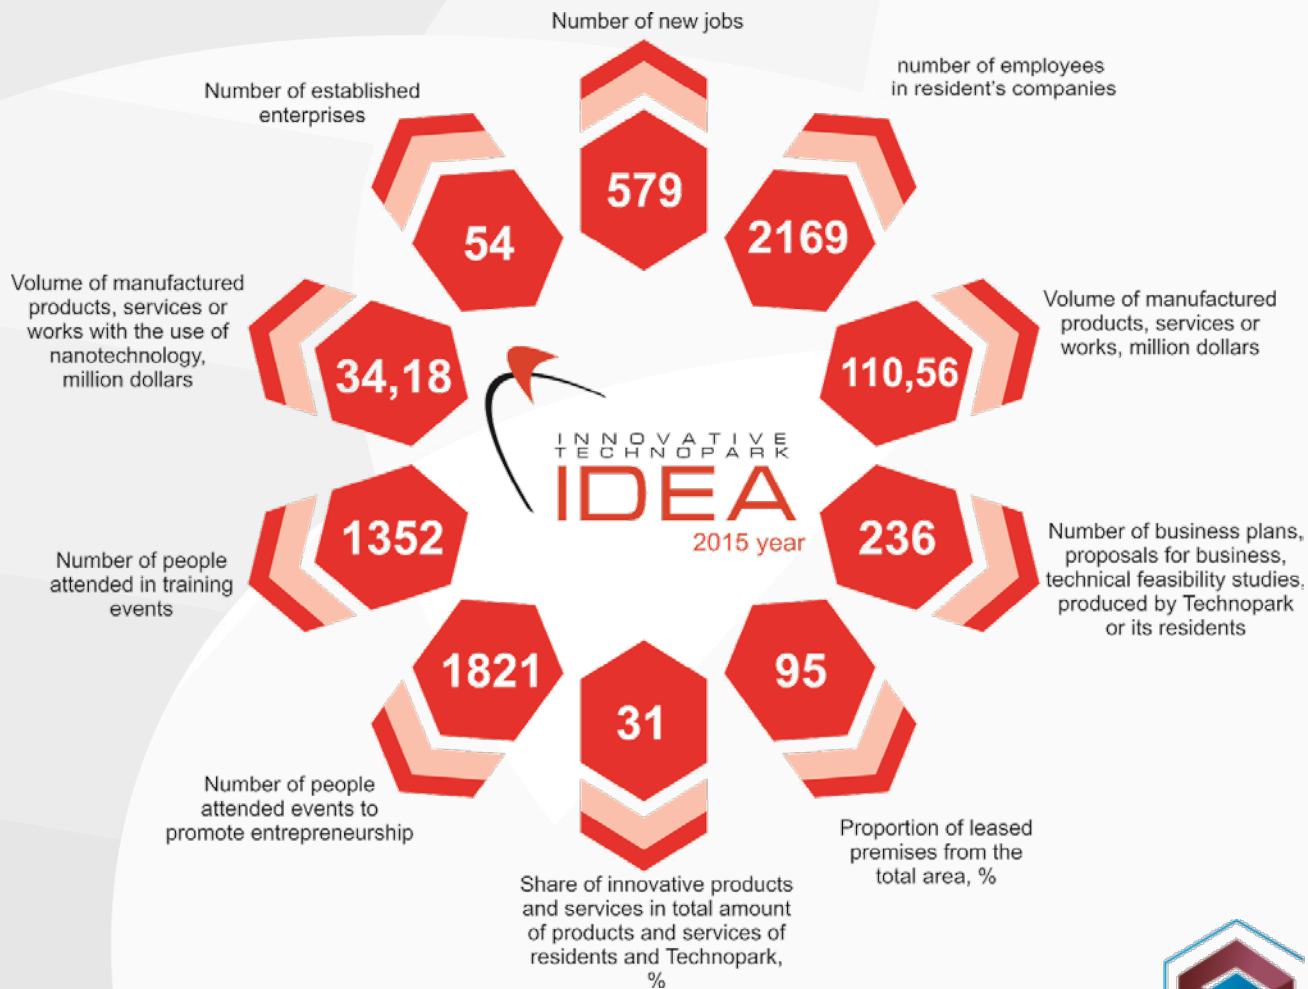 Number of new jobs
579
number of employees
in resident's companies
2169
Volume of manufactured
products, services or
works, million dollars
110,56
Number of business plans,
proposals for business,
technical feasibility studies,
produced by Technopark
or its residents
236
Proportion of leased
premises from the
total area, %
95
Share of innovative products
and services in total amount
of products and services of
residents and Technopark,
%
31
Number of people
attended events to
promote entrepreneurship
1821
Number of people
attended in training
events
1352
Volume of manufactured
products, services or
works with the use of
nanotechnology,
million dollars
34,18
Number of established
enterprises
54
INNOVATIVE
TECHNOPARK
IDEA
2015 year